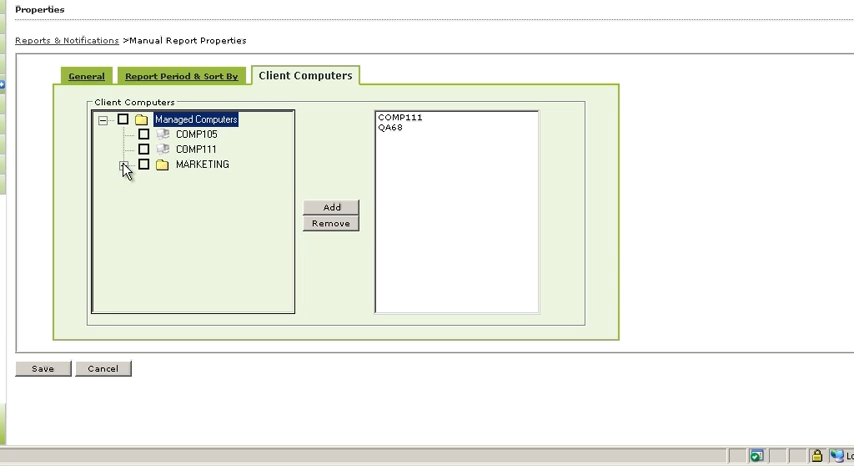 Properties
Reports & Notifications >Manual Report Properties
General
Report Period & Sort By
Client Computers
Client Computers
Managed Computers
COMP105
COMP111
MARKETING
Add
Remove
COMP111
QA68
Save
Cancel